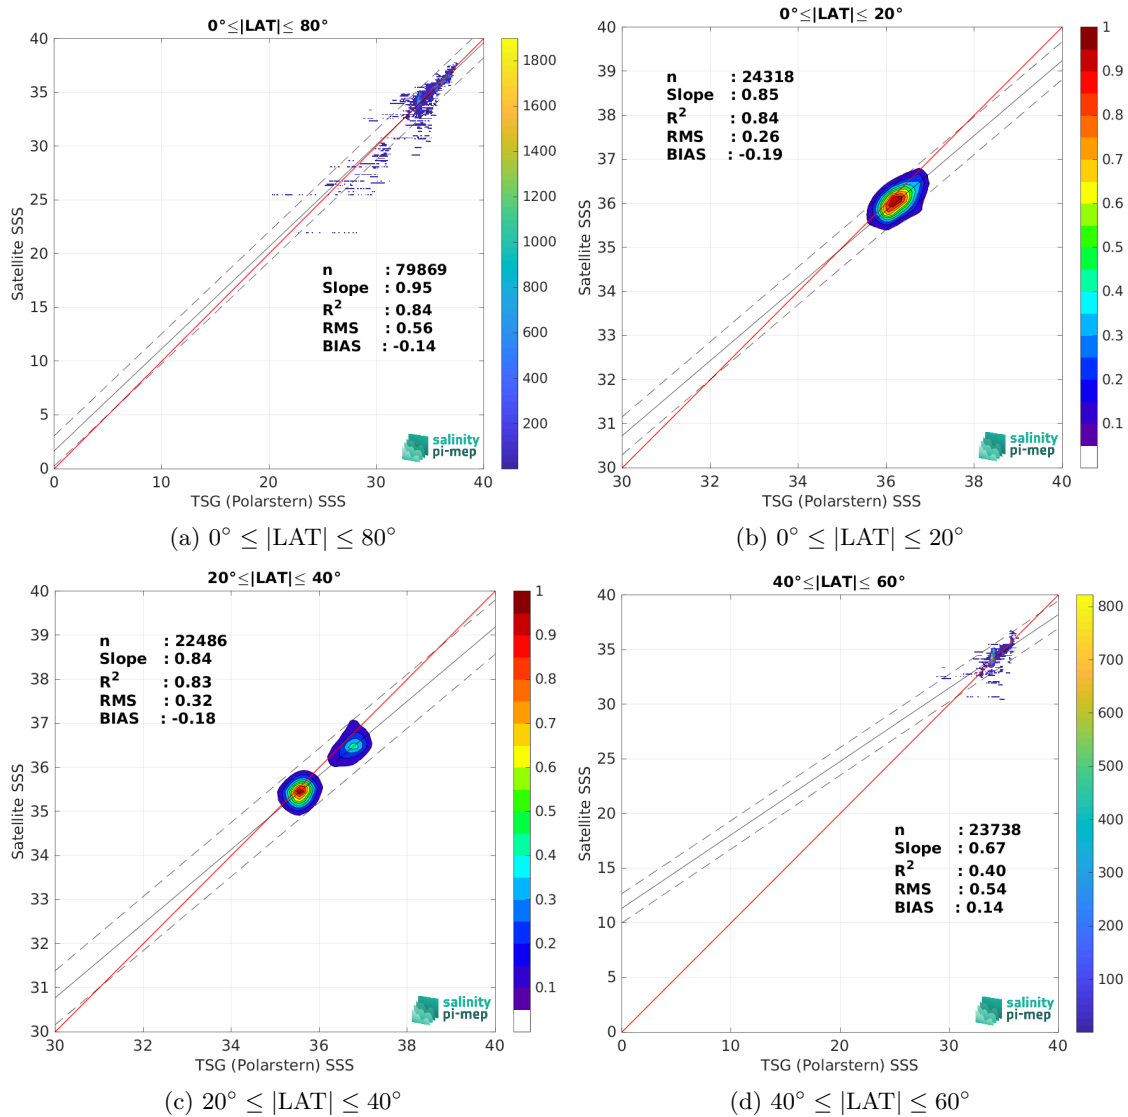 0°≤|LAT|≤ 80°
40
35
30
25
20
15
10
5
0
Satellite SSS
0
10
20
30
40
TSG (Polarstern) SSS
n : 79869
Slope : 0.95
R² : 0.84
RMS : 0.56
BIAS : -0.14
salinity
pi-mep
1800
1600
1400
1200
1000
800
600
400
200
(a) 0° ≤ |LAT| ≤ 80°
0°≤|LAT|≤ 20°
40
39
38
37
36
35
34
33
32
31
30
Satellite SSS
30
32
34
36
38
40
TSG (Polarstern) SSS
n : 24318
Slope : 0.85
R² : 0.84
RMS : 0.26
BIAS : -0.19
salinity
pi-mep
1
0.9
0.8
0.7
0.6
0.5
0.4
0.3
0.2
0.1
(b) 0° ≤ |LAT| ≤ 20°
20°≤|LAT|≤ 40°
40
39
38
37
36
35
34
33
32
31
30
Satellite SSS
30
32
34
36
38
40
TSG (Polarstern) SSS
n : 22486
Slope : 0.84
R² : 0.83
RMS : 0.32
BIAS : -0.18
salinity
pi-mep
1
0.9
0.8
0.7
0.6
0.5
0.4
0.3
0.2
0.1
(c) 20° ≤ |LAT| ≤ 40°
40°≤|LAT|≤ 60°
40
35
30
25
20
15
10
5
0
Satellite SSS
0
10
20
30
40
TSG (Polarstern) SSS
n : 23738
Slope : 0.67
R² : 0.40
RMS : 0.54
BIAS : 0.14
salinity
pi-mep
800
700
600
500
400
300
200
100
(d) 40° ≤ |LAT| ≤ 60°